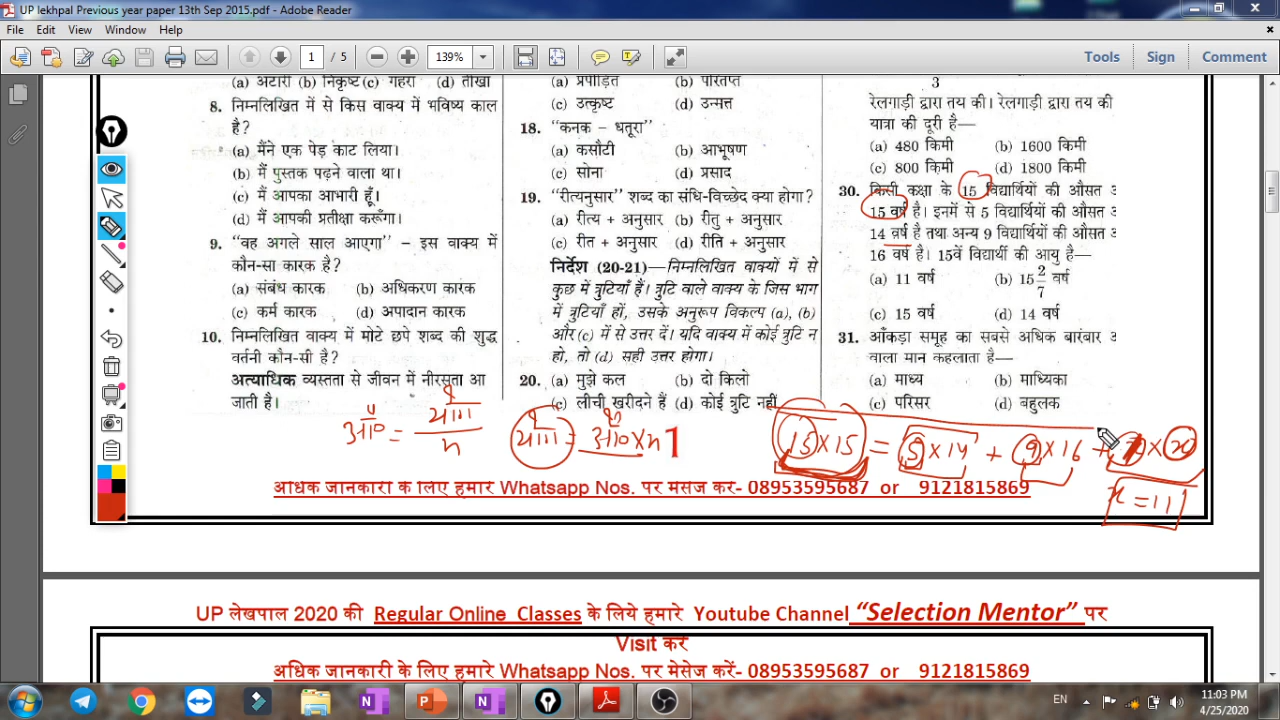 UP lekhpal Previous year paper 13th Sep 2015.pdf - Adobe Reader
File Edit View Window Help
1 / 5 139% Tools Sign Comment
(a) अटारी (b) निकृष्ट (c) गहरा (d) तीखा
8. निम्नलिखित में से किस वाक्य में भविष्य काल
है?
(a) मैंने एक पेड़ काट लिया।
(b) मैं पुस्तक पढ़ने वाला था।
(c) मैं आपका आभारी हूँ।
(d) मैं आपकी प्रतीक्षा करूँगा।
9. “वह अगले साल आएगा” – इस वाक्य में
कौन-सा कारक है?
(a) संबंध कारक (b) अधिकरण कारक
(c) कर्म कारक (d) अपादान कारक
10. निम्नलिखित वाक्य में मोटे छपे शब्द की शुद्ध
वर्तनी कौन-सी है?
अत्याधिक व्यस्तता से जीवन में नीरसता आ
जाती है।
(a) प्रपीड़ित (b) परितप्त
(c) उत्कृष्ट (d) उन्मत्त
18. “कनक – धतूरा”
(a) कसौटी (b) आभूषण
(c) सोना (d) प्रसाद
19. “रीत्यनुसार” शब्द का संधि-विच्छेद क्या होगा?
(a) रीत्य + अनुसार (b) रीतु + अनुसार
(c) रीत + अनुसार (d) रीति + अनुसार
निर्देश (20-21)—निम्नलिखित वाक्यों में से
कुछ में त्रुटियाँ हैं। त्रुटि वाले वाक्य के जिस भाग
में त्रुटियाँ हों, उसके अनुरूप विकल्प (a), (b)
और (c) में से उत्तर दें। यदि वाक्य में कोई त्रुटि न
हो, तो (d) सही उत्तर होगा।
20. (a) मुझे कल (b) दो किलो
(c) लीची खरीदने हैं (d) कोई त्रुटि नहीं
3
रेलगाड़ी द्वारा तय की। रेलगाड़ी द्वारा तय की
यात्रा की दूरी है—
(a) 480 किमी (b) 1600 किमी
(c) 800 किमी (d) 1800 किमी
30. किसी कक्षा के 15 विद्यार्थियों की औसत
15 वर्ष है। इनमें से 5 विद्यार्थियों की औसत
14 वर्ष है तथा अन्य 9 विद्यार्थियों की औसत
16 वर्ष है। 15वें विद्यार्थी की आयु है—
(a) 11 वर्ष (b) 15 2/7 वर्ष
(c) 15 वर्ष (d) 14 वर्ष
31. आँकड़ा समूह का सबसे अधिक बारंबार
वाला मान कहलाता है—
(a) माध्य (b) माध्यिका
(c) परिसर (d) बहुलक
15 × 15 = 5 × 14 + 9 × 16 + × x
x = 11
अधिक जानकारी के लिए हमारे Whatsapp Nos. पर मैसेज करें- 08953595687 or 9121815869
UP लेखपाल 2020 की Regular Online Classes के लिये हमारे Youtube Channel “Selection Mentor” पर
Visit करें
अधिक जानकारी के लिए हमारे Whatsapp Nos. पर मेसेज करें- 08953595687 or 9121815869
EN 11:03 PM
4/25/2020